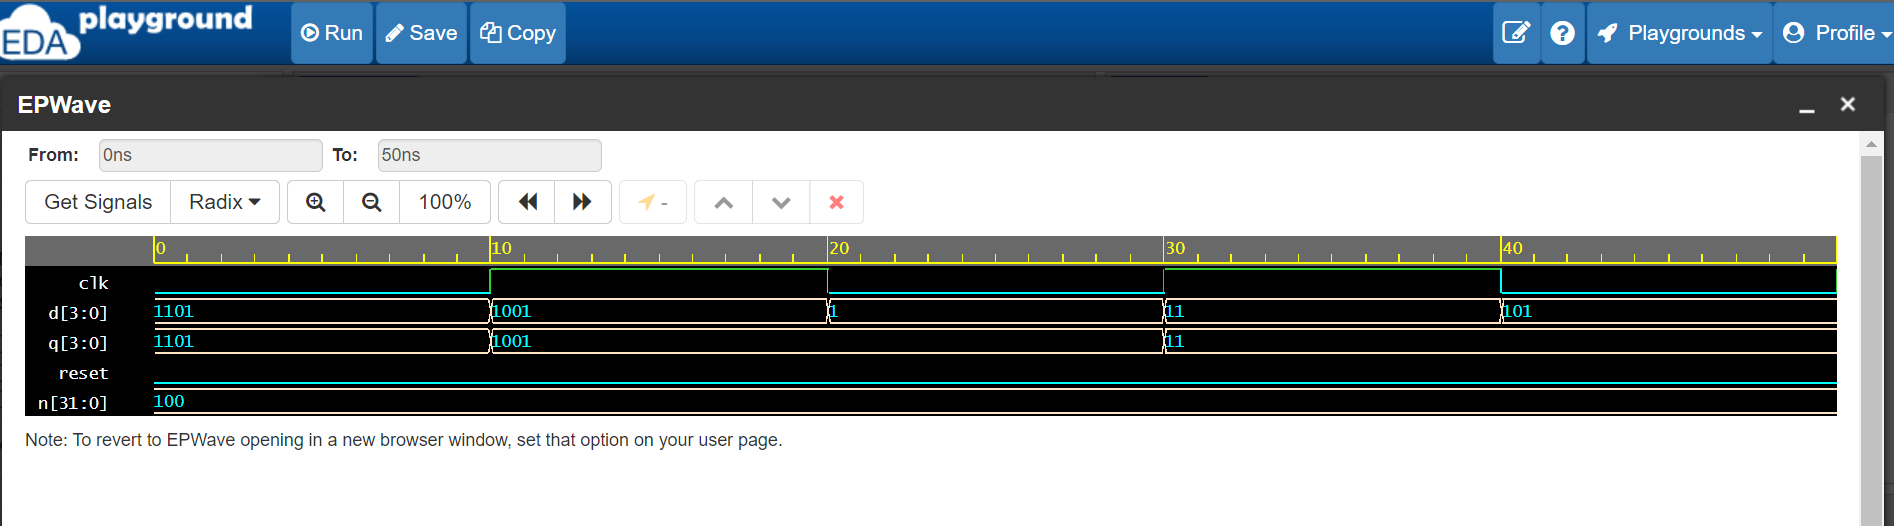 EDA playground Run Save Copy Playgrounds Profile
EPWave
From: 0ns To: 50ns
Get Signals Radix 100% -
0 10 20 30 40
clk
d[3:0] 1101 1001 1 11 101
q[3:0] 1101 1001 11
reset
n[31:0] 100
Note: To revert to EPWave opening in a new browser window, set that option on your user page.